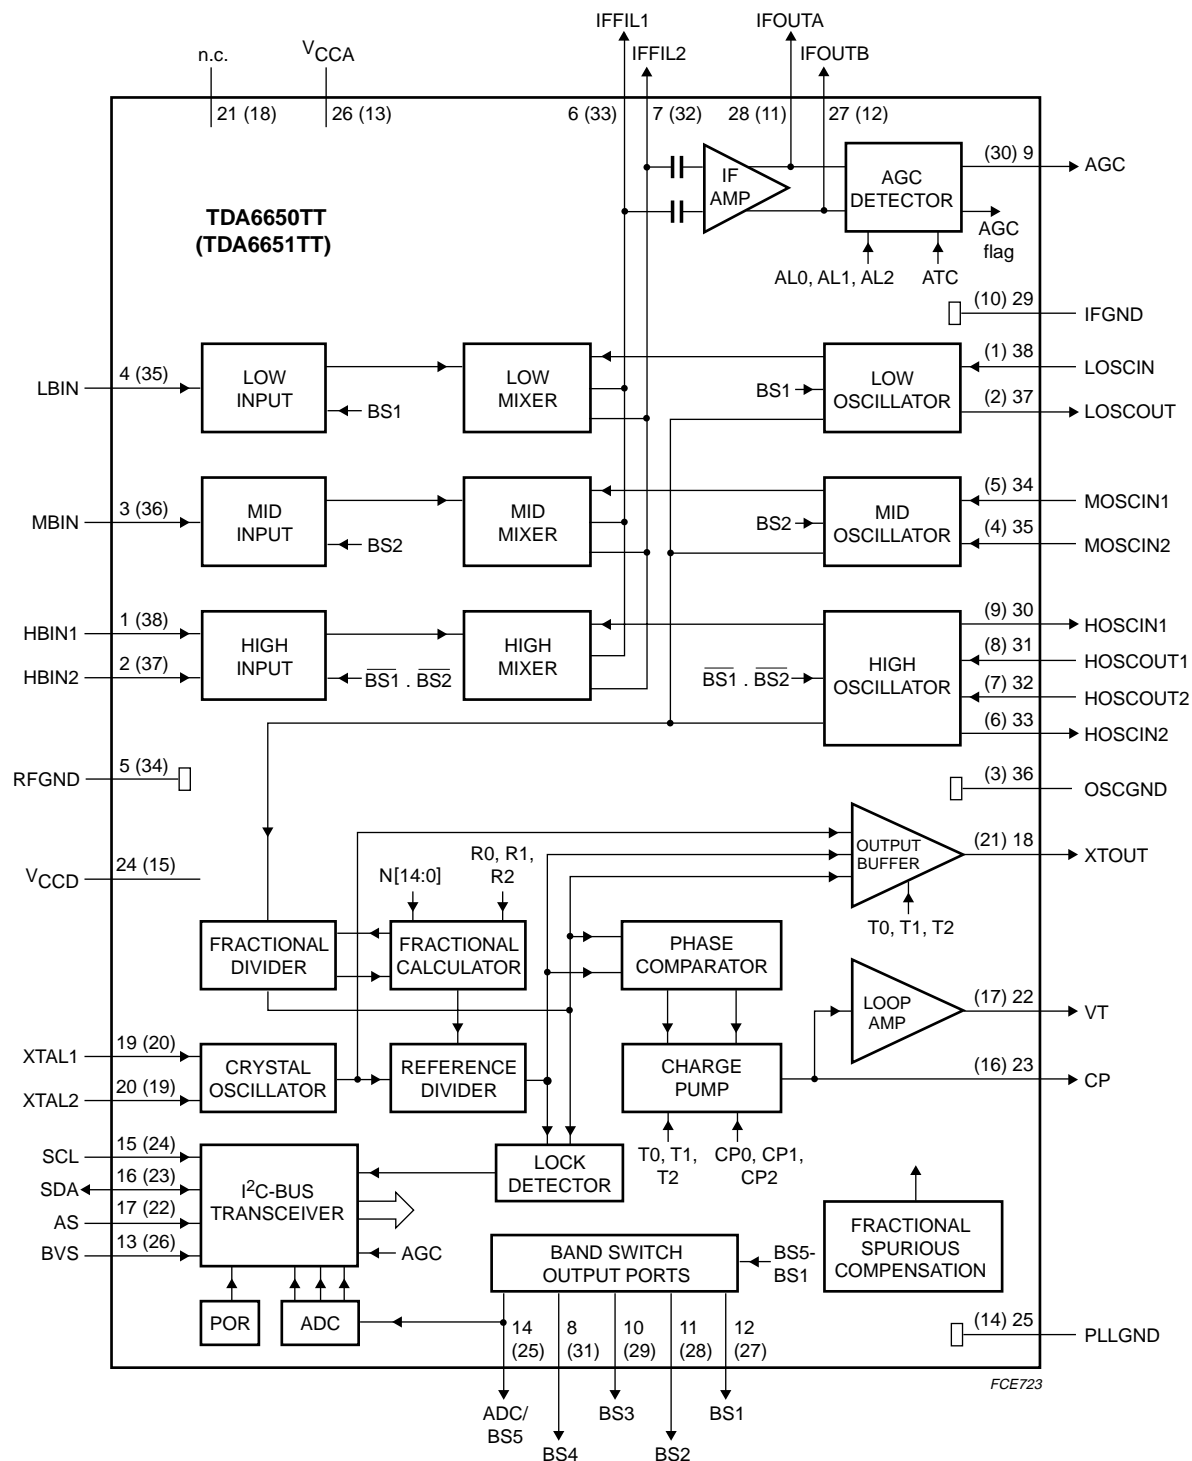 IFFIL1
IFOUTA
n.c.
VCCA
IFFIL2
IFOUTB
21 (18)
26 (13)
6 (33)
7 (32)
28 (11)
27 (12)
TDA6650TT
(TDA6651TT)
IF
AMP
AGC
DETECTOR
(30) 9
AGC
AGC
flag
AL0, AL1, AL2
ATC
(10) 29
IFGND
LBIN
4 (35)
LOW
INPUT
BS1
LOW
MIXER
BS1
LOW
OSCILLATOR
(1) 38
LOSCIN
(2) 37
LOSCOUT
MBIN
3 (36)
MID
INPUT
BS2
MID
MIXER
BS2
MID
OSCILLATOR
(5) 34
MOSCIN1
(4) 35
MOSCIN2
HBIN1
1 (38)
HBIN2
2 (37)
HIGH
INPUT
BS1 . BS2
HIGH
MIXER
BS1 . BS2
HIGH
OSCILLATOR
(9) 30
HOSCIN1
(8) 31
HOSCOUT1
(7) 32
HOSCOUT2
(6) 33
HOSCIN2
RFGND
5 (34)
(3) 36
OSCGND
VCCD
24 (15)
N[14:0]
R0, R1,
R2
OUTPUT
BUFFER
(21) 18
XTOUT
T0, T1, T2
FRACTIONAL
DIVIDER
FRACTIONAL
CALCULATOR
PHASE
COMPARATOR
LOOP
AMP
(17) 22
VT
XTAL1
19 (20)
XTAL2
20 (19)
CRYSTAL
OSCILLATOR
REFERENCE
DIVIDER
CHARGE
PUMP
(16) 23
CP
T0, T1,
T2
CP0, CP1,
CP2
SCL
15 (24)
SDA
16 (23)
AS
17 (22)
BVS
13 (26)
I2C-BUS
TRANSCEIVER
AGC
LOCK
DETECTOR
FRACTIONAL
SPURIOUS
COMPENSATION
BAND SWITCH
OUTPUT PORTS
BS5-
BS1
POR
ADC
14
(25)
8
(31)
10
(29)
11
(28)
12
(27)
(14) 25
PLLGND
FCE723
ADC/
BS5
BS4
BS3
BS2
BS1